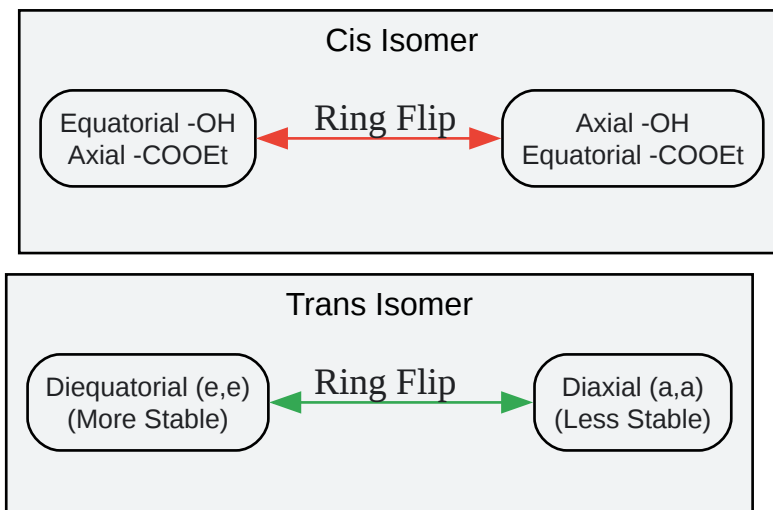 Cis Isomer
Equatorial -OH
Axial -COOEt
Ring Flip
Axial -OH
Equatorial -COOEt
Trans Isomer
Diequatorial (e,e)
(More Stable)
Ring Flip
Diaxial (a,a)
(Less Stable)